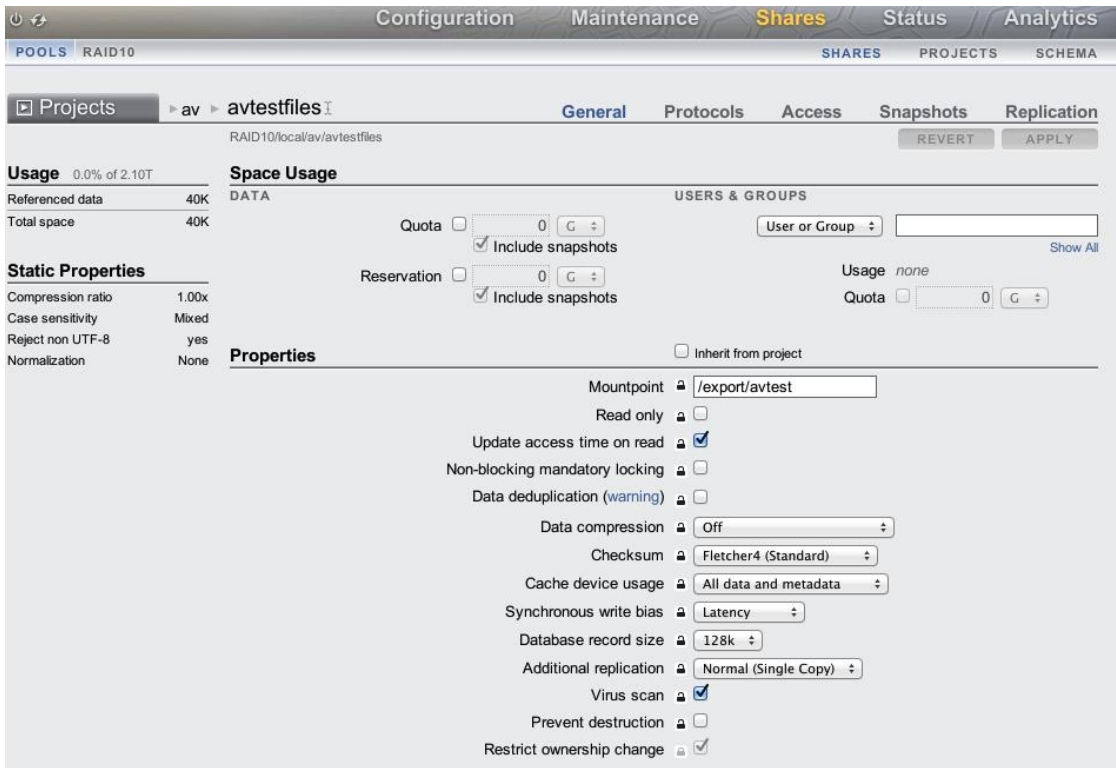 Configuration Maintenance Shares Status Analytics
POOLS RAID10 SHARES PROJECTS SCHEMA
Projects av avtestfiles General Protocols Access Snapshots Replication
RAID10/local/av/avtestfiles REVERT APPLY
Usage 0.0% of 2.10T
Referenced data 40K
Total space 40K
Static Properties
Compression ratio 1.00x
Case sensitivity Mixed
Reject non UTF-8 yes
Normalization None
Space Usage
DATA
Quota 0 G
Include snapshots
Reservation 0 G
Include snapshots
USERS & GROUPS
User or Group
Show All
Usage none
Quota 0 G
Properties Inherit from project
Mountpoint /export/avtest
Read only
Update access time on read
Non-blocking mandatory locking
Data deduplication (warning)
Data compression Off
Checksum Fletcher4 (Standard)
Cache device usage All data and metadata
Synchronous write bias Latency
Database record size 128k
Additional replication Normal (Single Copy)
Virus scan
Prevent destruction
Restrict ownership change